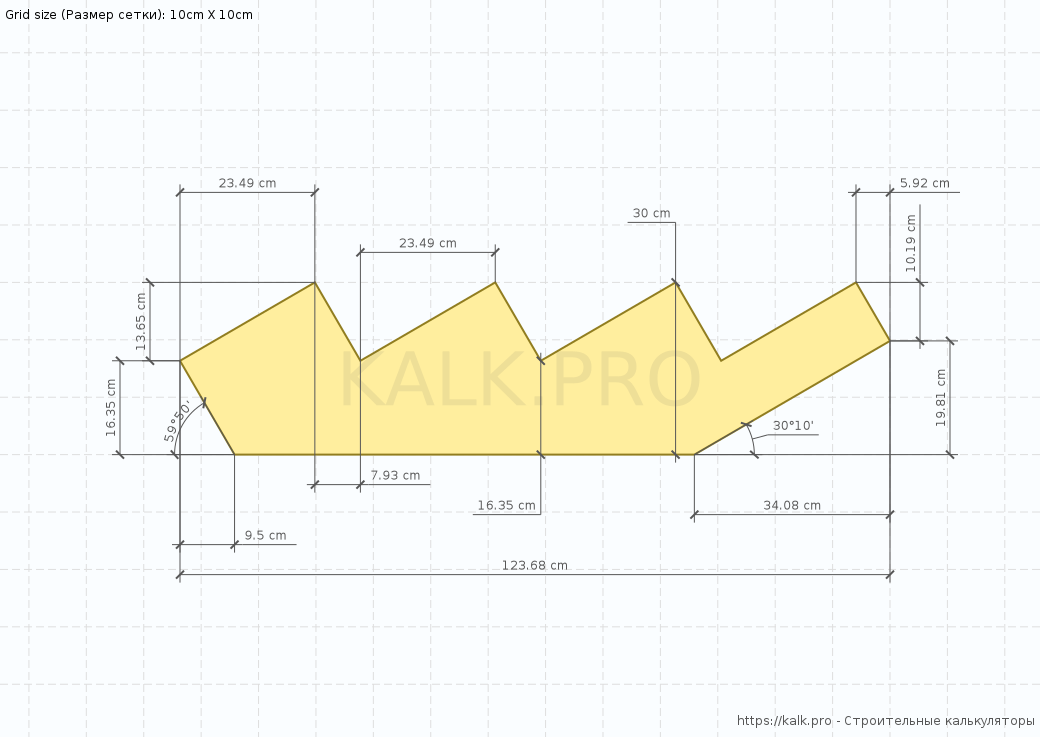 Grid size (Размер сетки): 10cm X 10cm
23.49 cm
5.92 cm
30 cm
10.19 cm
23.49 cm
13.65 cm
KALK.PRO
16.35 cm
59°50'
19.81 cm
30°10'
7.93 cm
16.35 cm
34.08 cm
9.5 cm
123.68 cm
https://kalk.pro - Строительные калькуляторы